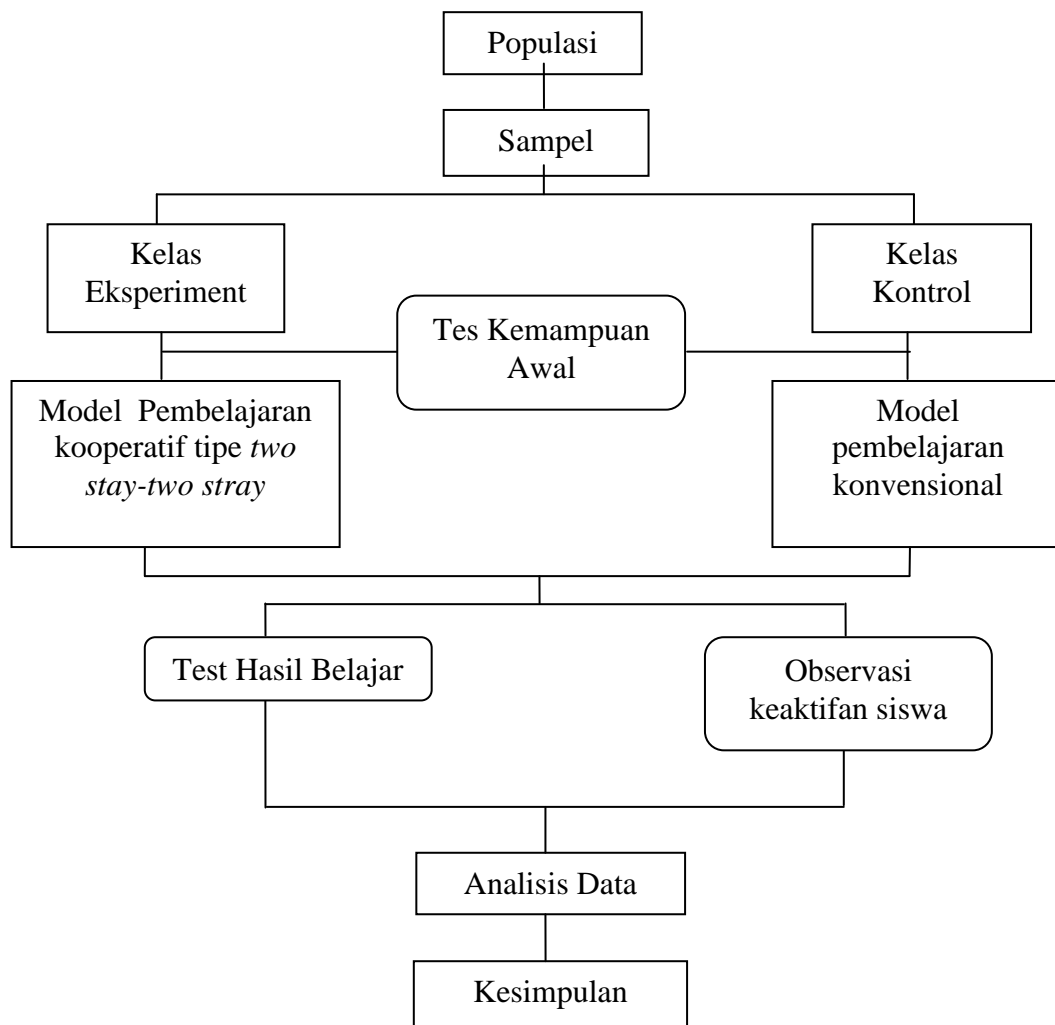 Populasi
Sampel
Kelas
Eksperiment
Kelas
Kontrol
Tes Kemampuan
Awal
Model Pembelajaran
kooperatif tipe two
stay-two stray
Model
pembelajaran
konvensional
Test Hasil Belajar
Observasi
keaktifan siswa
Analisis Data
Kesimpulan